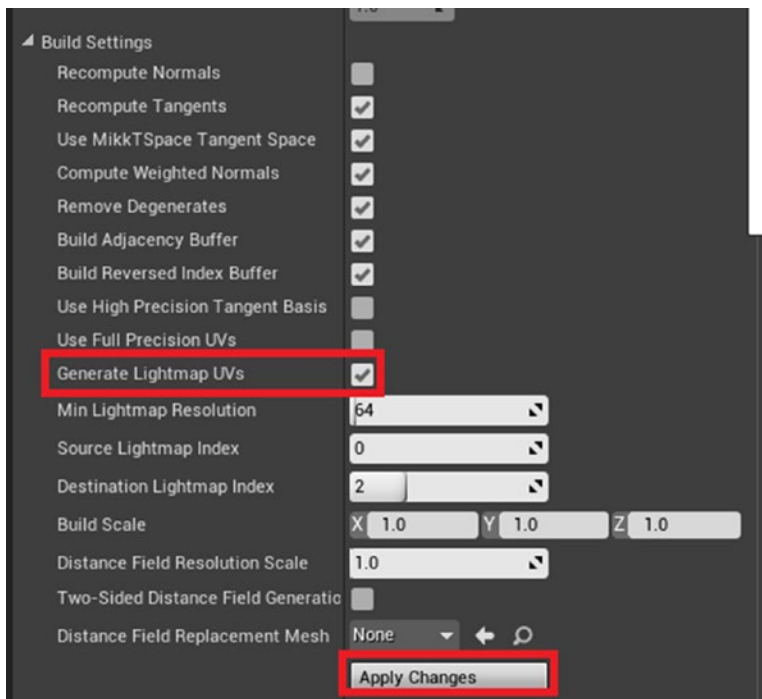 Build Settings
Recompute Normals
Recompute Tangents
Use MikkTSpace Tangent Space
Compute Weighted Normals
Remove Degenerates
Build Adjacency Buffer
Build Reversed Index Buffer
Use High Precision Tangent Basis
Use Full Precision UVs
Generate Lightmap UVs
Min Lightmap Resolution 64
Source Lightmap Index 0
Destination Lightmap Index 2
Build Scale X 1.0 Y 1.0 Z 1.0
Distance Field Resolution Scale 1.0
Two-Sided Distance Field Generatio
Distance Field Replacement Mesh None
Apply Changes